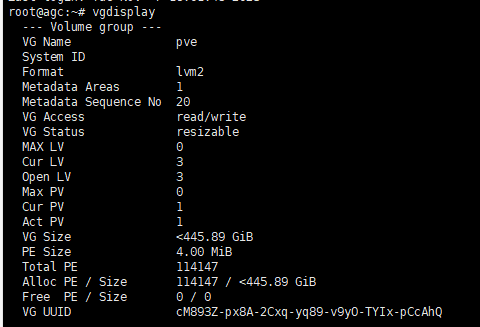 root@agc:~# vgdisplay
--- Volume group ---
VG Name pve
System ID
Format lvm2
Metadata Areas 1
Metadata Sequence No 20
VG Access read/write
VG Status resizable
MAX LV 0
Cur LV 3
Open LV 3
Max PV 0
Cur PV 1
Act PV 1
VG Size <445.89 GiB
PE Size 4.00 MiB
Total PE 114147
Alloc PE / Size 114147 / <445.89 GiB
Free PE / Size 0 / 0
VG UUID cM893Z-px8A-2Cxq-yq89-v9yO-TYIx-pCcAhQ